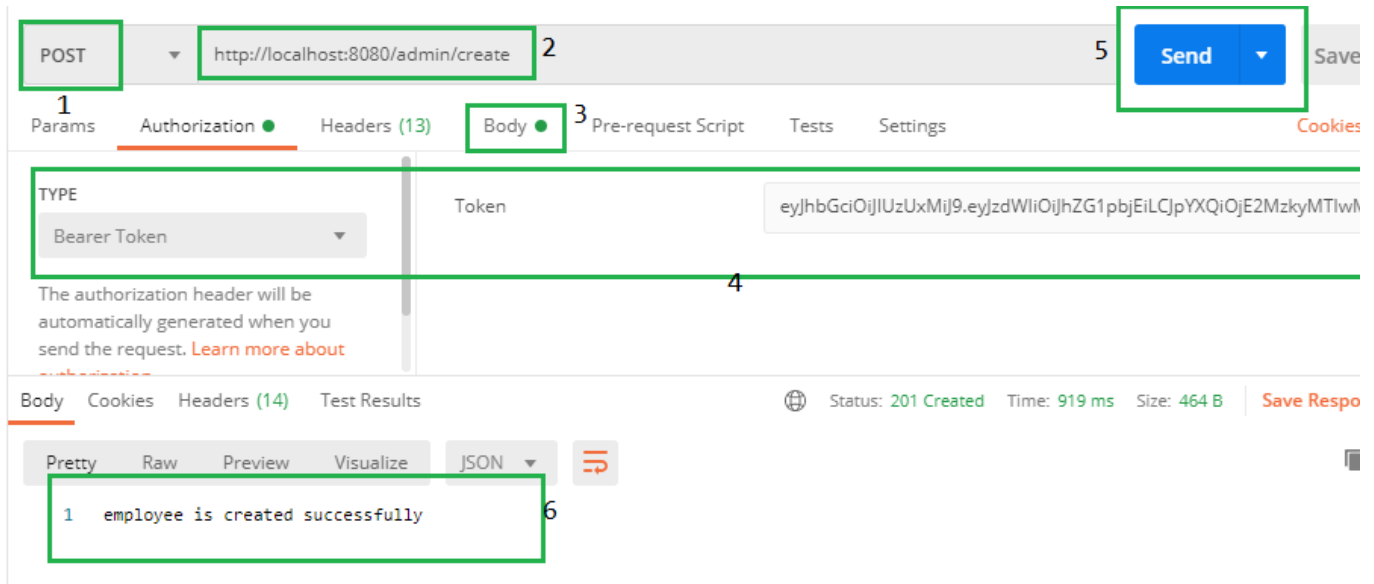 POST http://localhost:8080/admin/create 2 5 Send Save
1
Params Authorization Headers (13) Body 3 Pre-request Script Tests Settings Cookies
TYPE
Token eyJhbGciOiJIUzUxMiJ9.eyJzdWIiOiJhZG1pbjEiLCJpYXQiOjE2MzkyMTIwM
Bearer Token
4
The authorization header will be
automatically generated when you
send the request. Learn more about
authorization
Body Cookies Headers (14) Test Results Status: 201 Created Time: 919 ms Size: 464 B Save Respo
Pretty Raw Preview Visualize JSON
1 employee is created successfully 6